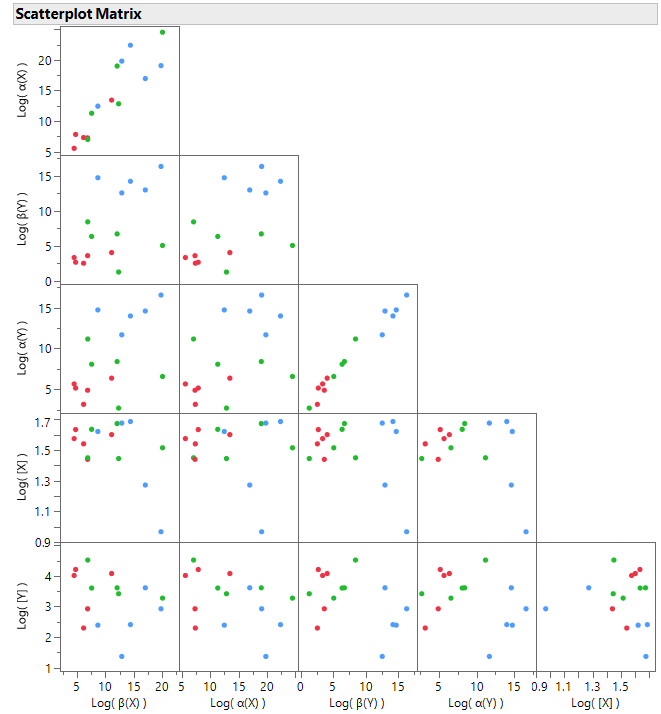 Scatterplot Matrix
Log( α(X) )
20
15
10
5
Log( β(Y) )
15
10
5
0
Log( α(Y) )
15
10
5
Log( [X] )
1.7
1.5
1.3
1.1
0.9
Log( [Y] )
4
3
2
1
5 10 15 20 5 10 15 20 0 5 10 15 5 10 15 0.9 1.1 1.3 1.5
Log( β(X) ) Log( α(X) ) Log( β(Y) ) Log( α(Y) ) Log( [X] )